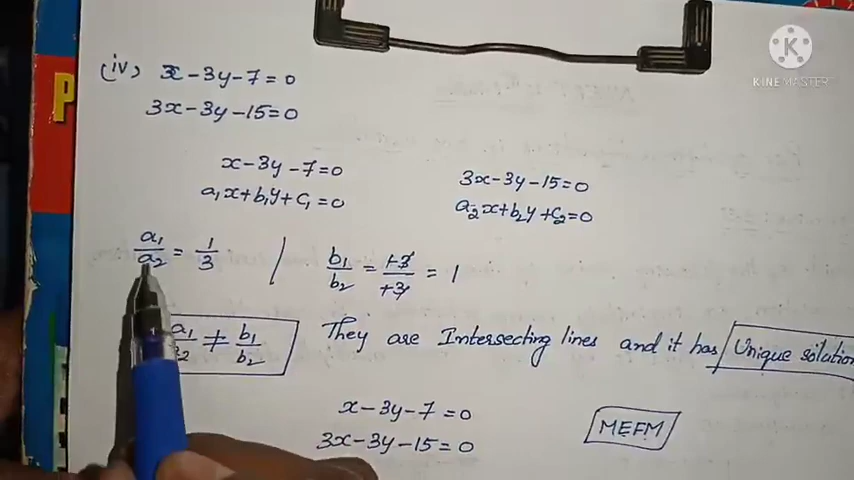 (iv) x-3y-7=0
3x-3y-15=0
x-3y-7=0
a₁x+b₁y+c₁=0
3x-3y-15=0
a₂x+b₂y+c₂=0
a₁/a₂ = 1/3 / b₁/b₂ = +3/+3 = 1
a₁/a₂ ≠ b₁/b₂ They are Intersecting lines and it has Unique solution
x-3y-7=0
3x-3y-15=0
MEFM
KINEMASTER